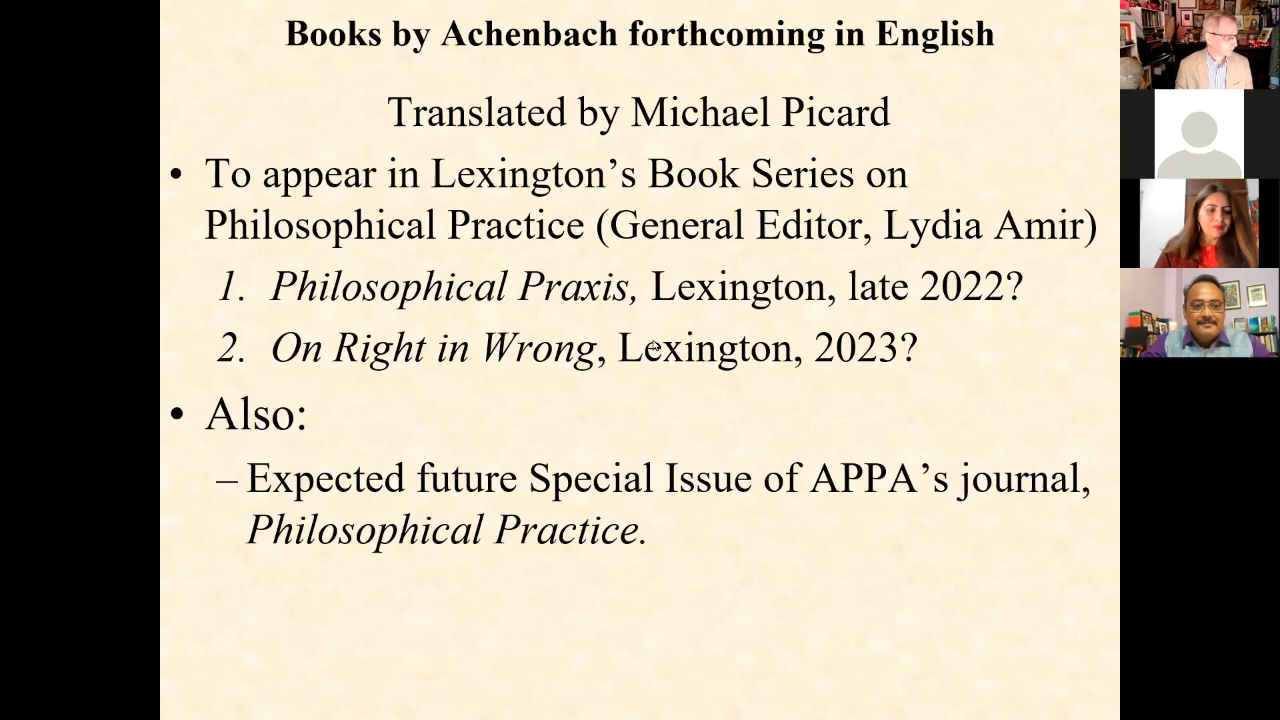 Books by Achenbach forthcoming in English
Translated by Michael Picard
• To appear in Lexington’s Book Series on
Philosophical Practice (General Editor, Lydia Amir)
1. Philosophical Praxis, Lexington, late 2022?
2. On Right in Wrong, Lexington, 2023?
• Also:
– Expected future Special Issue of APPA’s journal,
Philosophical Practice.